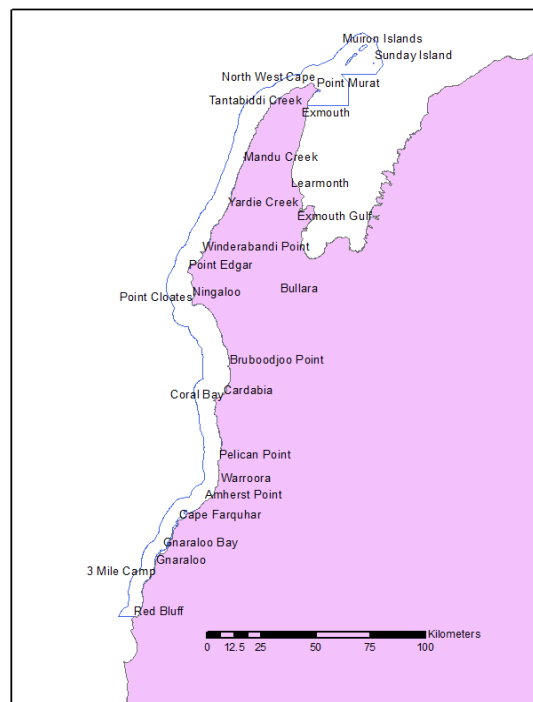 Muiron Islands
Sunday Island
North West Cape
Point Murat
Tantabiddi Creek
Exmouth
Mandu Creek
Learmonth
Yardie Creek
Exmouth Gulf
Winderabandi Point
Point Edgar
Bullara
Point Cloates
Ningaloo
Bruboodjoo Point
Cardabia
Coral Bay
Pelican Point
Warroora
Amherst Point
Cape Farquhar
Gnaraloo Bay
Gnaraloo
3 Mile Camp
Red Bluff
Kilometers
0 12.5 25 50 75 100